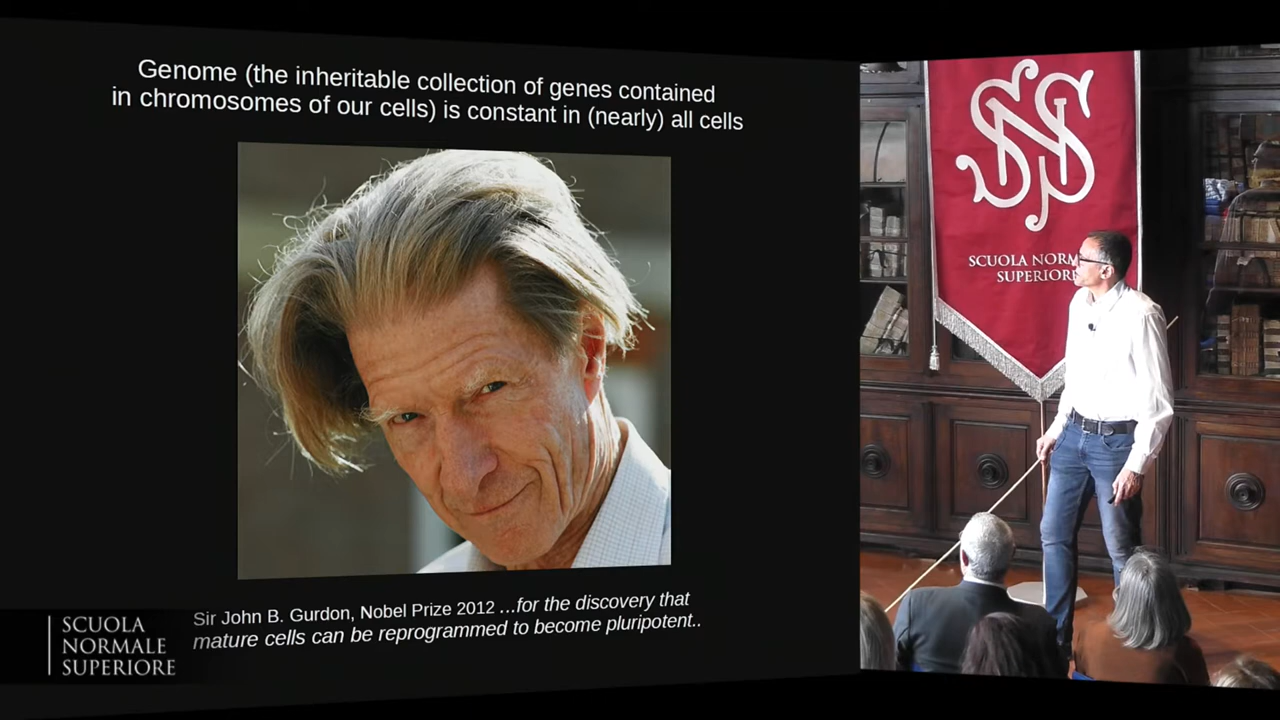 Genome (the inheritable collection of genes contained
in chromosomes of our cells) is constant in (nearly) all cells
Sir John B. Gurdon, Nobel Prize 2012 ...for the discovery that
mature cells can be reprogrammed to become pluripotent..
SCUOLA
NORMALE
SUPERIORE
SNS
SCUOLA NORM
SUPERIORE